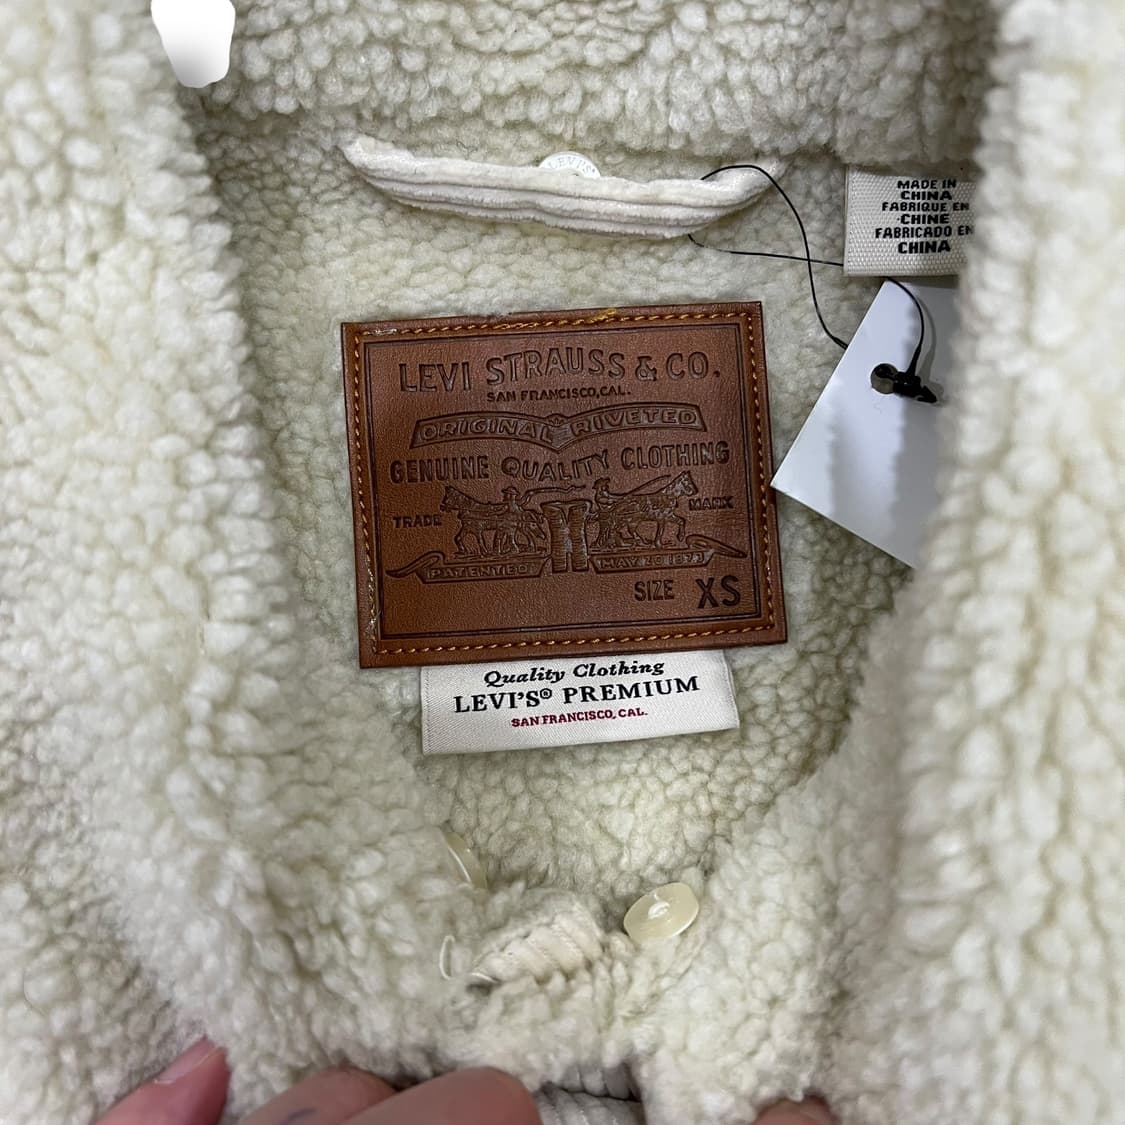 LEVI'S®
MADE IN
CHINA
FABRIQUE EN
CHINE
FABRICADO EN
CHINA
LEVI STRAUSS & CO.
SAN FRANCISCO, CAL.
ORIGINAL RIVETED
GENUINE QUALITY CLOTHING
TRADE MARK
PATENTED MAY 20 1873
SIZE XS
Quality Clothing
LEVI'S® PREMIUM
SAN FRANCISCO, CAL.